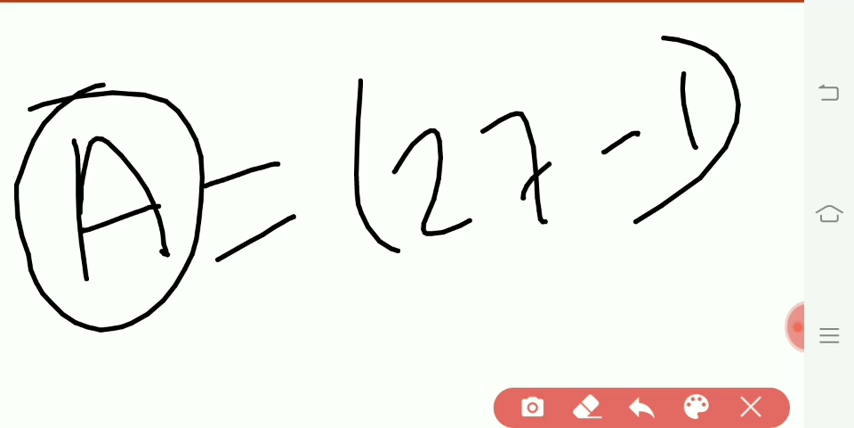 A = (27 - 1)